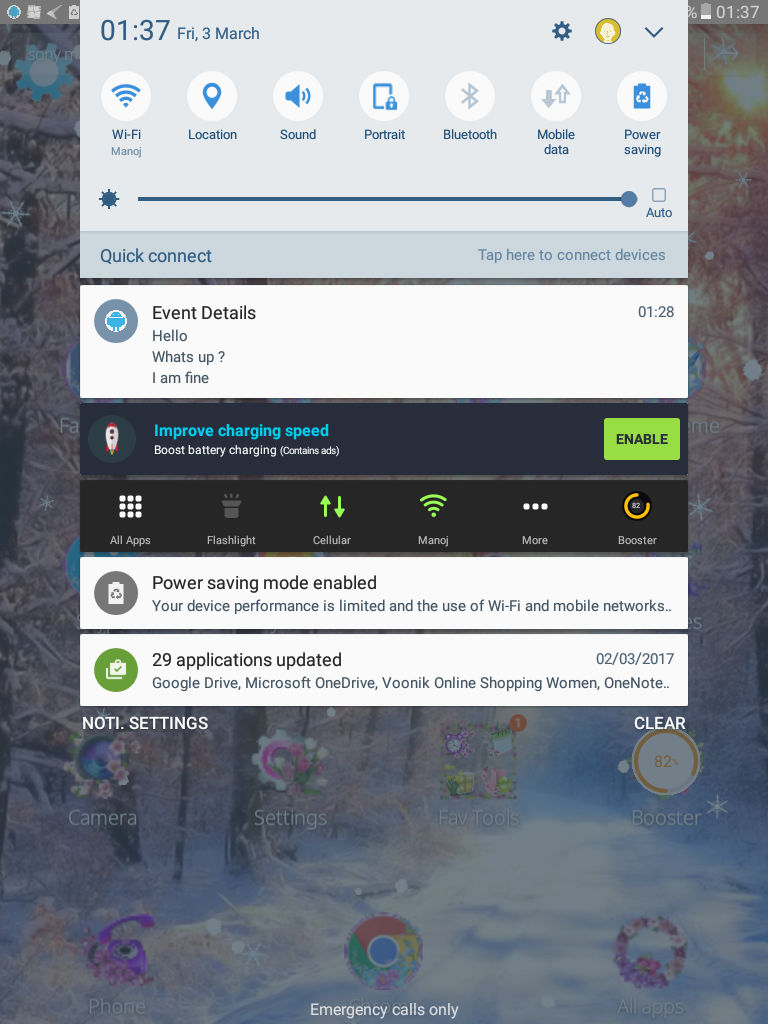 % 01:37
01:37 Fri, 3 March
Wi-Fi
Manoj
Location
Sound
Portrait
Bluetooth
Mobile
data
Power
saving
Auto
Quick connect Tap here to connect devices
Event Details 01:28
Hello
Whats up ?
I am fine
Improve charging speed
Boost battery charging (Contains ads)
ENABLE
All Apps Flashlight Cellular Manoj More 82 Booster
Power saving mode enabled
Your device performance is limited and the use of Wi-Fi and mobile networks..
29 applications updated 02/03/2017
Google Drive, Microsoft OneDrive, Voonik Online Shopping Women, OneNote..
NOTI. SETTINGS CLEAR
1
82%
Camera Settings Fav Tools Booster
Phone All apps
Emergency calls only